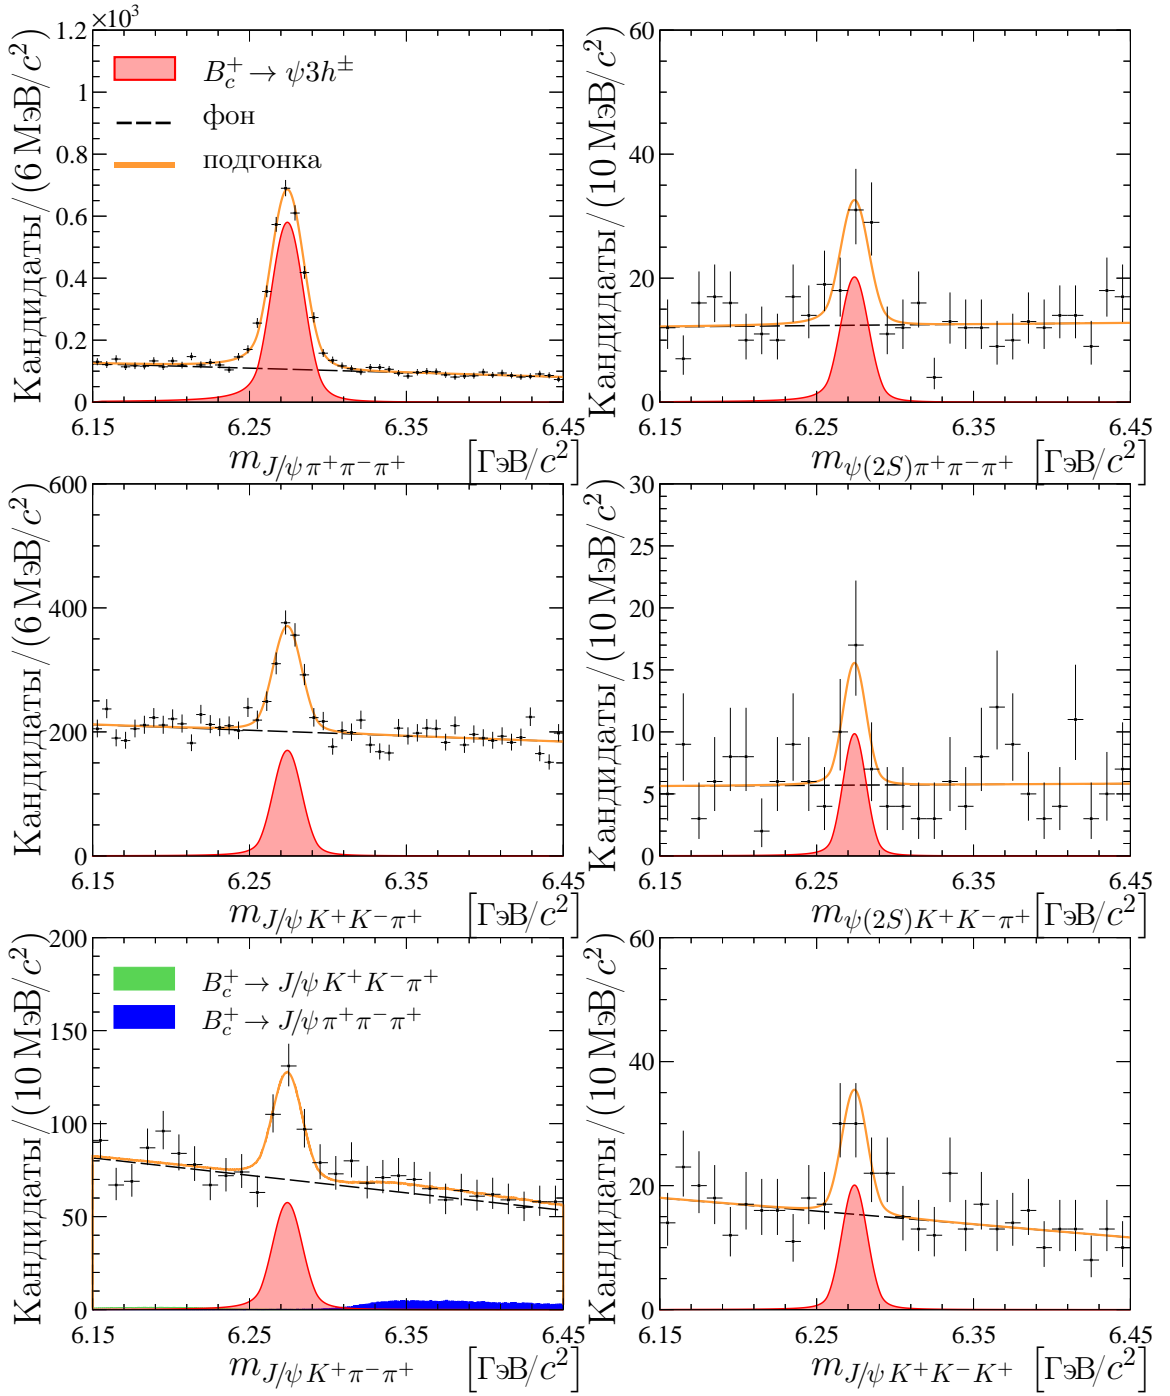 ×10³
1.2
1
0.8
0.6
0.4
0.2
0
Кандидаты/(6 МэВ/c²)
B_c⁺ → ψ3h^±
фон
подгонка
6.15 6.25 6.35 6.45
m_{J/ψ π⁺π⁻π⁺} [ГэВ/c²]
60
40
20
0
Кандидаты/(10 МэВ/c²)
6.15 6.25 6.35 6.45
m_{ψ(2S)π⁺π⁻π⁺} [ГэВ/c²]
600
400
200
0
Кандидаты/(6 МэВ/c²)
6.15 6.25 6.35 6.45
m_{J/ψ K⁺K⁻π⁺} [ГэВ/c²]
30
25
20
15
10
5
0
Кандидаты/(10 МэВ/c²)
6.15 6.25 6.35 6.45
m_{ψ(2S)K⁺K⁻π⁺} [ГэВ/c²]
200
150
100
50
0
Кандидаты/(10 МэВ/c²)
B_c⁺ → J/ψ K⁺K⁻π⁺
B_c⁺ → J/ψ π⁺π⁻π⁺
6.15 6.25 6.35 6.45
m_{J/ψ K⁺π⁻π⁺} [ГэВ/c²]
60
40
20
0
Кандидаты/(10 МэВ/c²)
6.15 6.25 6.35 6.45
m_{J/ψ K⁺K⁻K⁺} [ГэВ/c²]